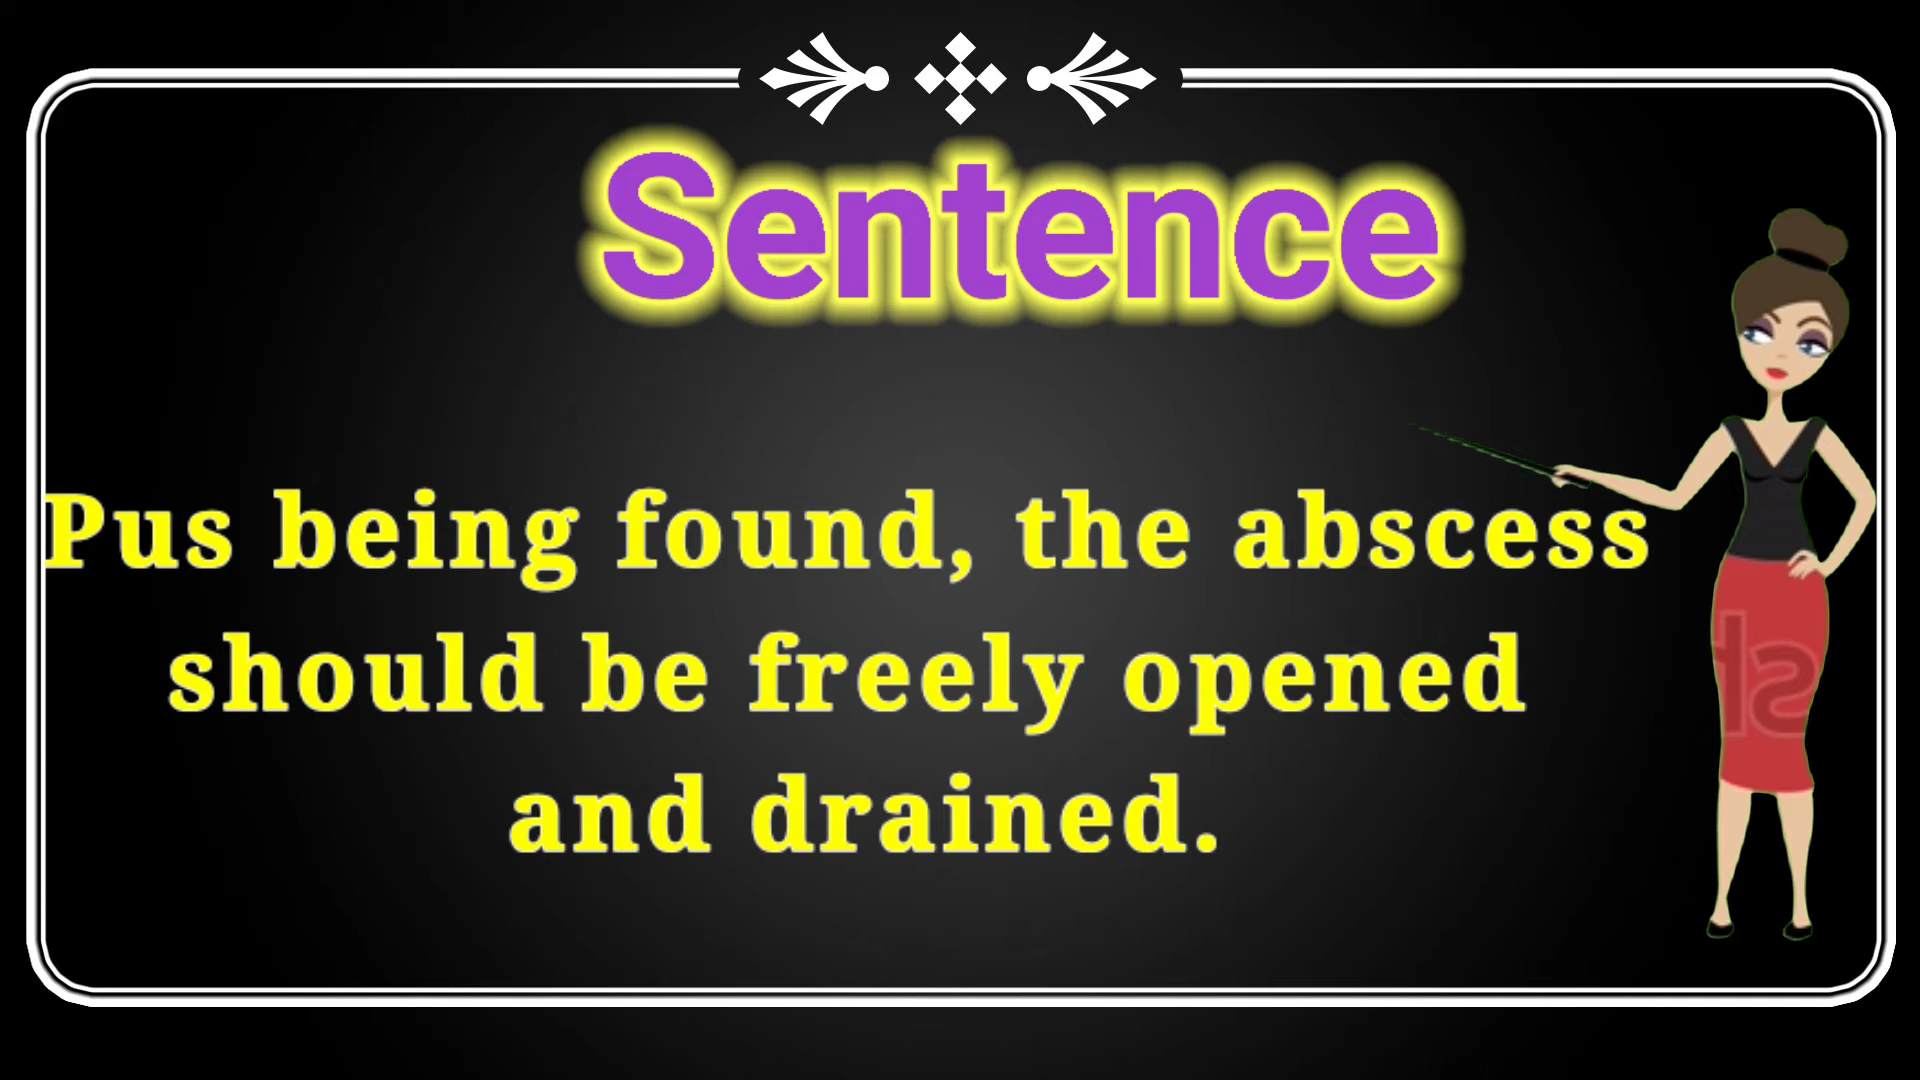 Sentence
Pus being found, the abscess
should be freely opened
and drained.